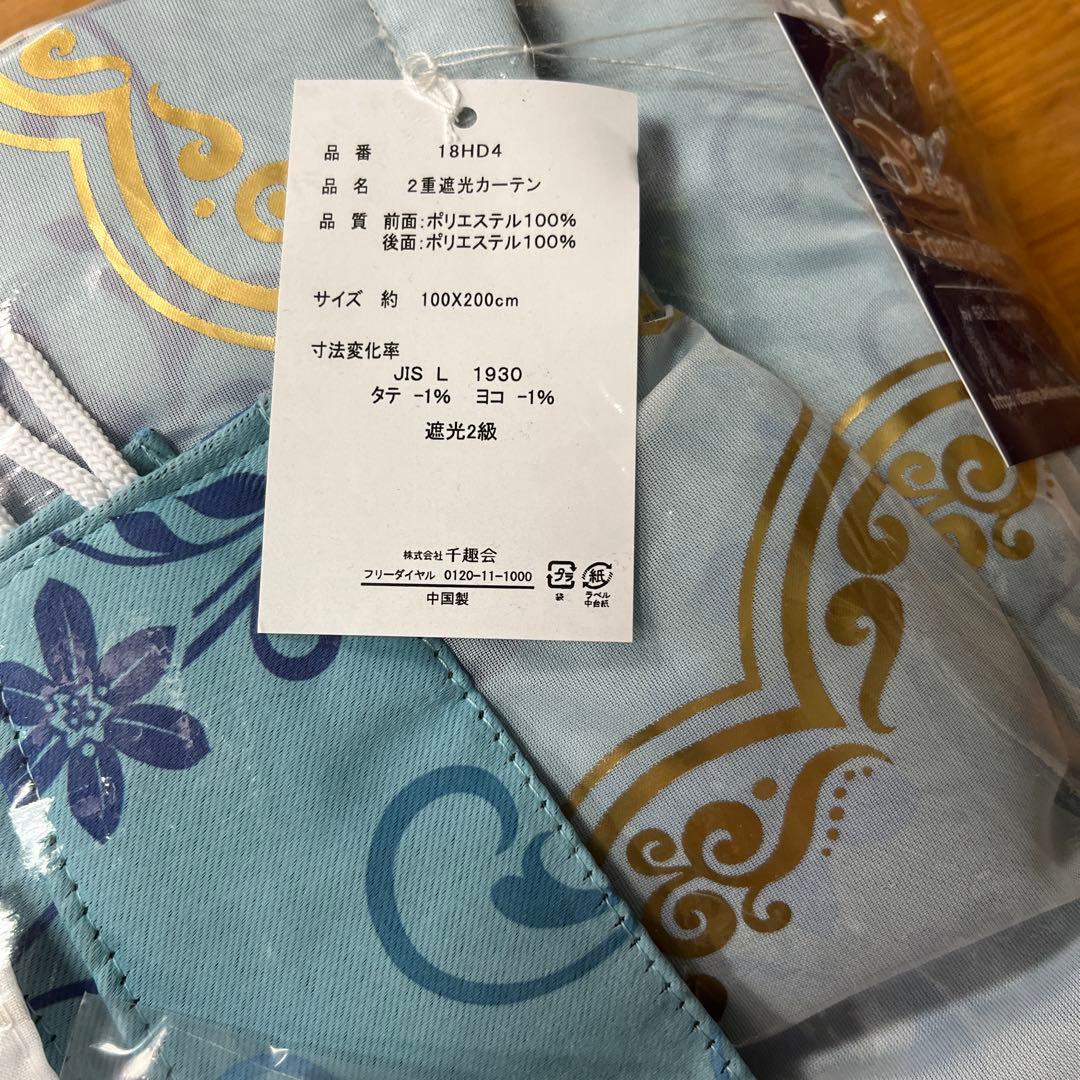 品番 18HD4
品名 2重遮光カーテン
品質 前面:ポリエステル100%
後面:ポリエステル100%
サイズ 約 100X200cm
寸法変化率
JIS L 1930
タテ -1% ヨコ -1%
遮光2級
株式会社千趣会
フリーダイヤル 0120-11-1000
中国製
プラ
袋
紙
ラベル
中台紙